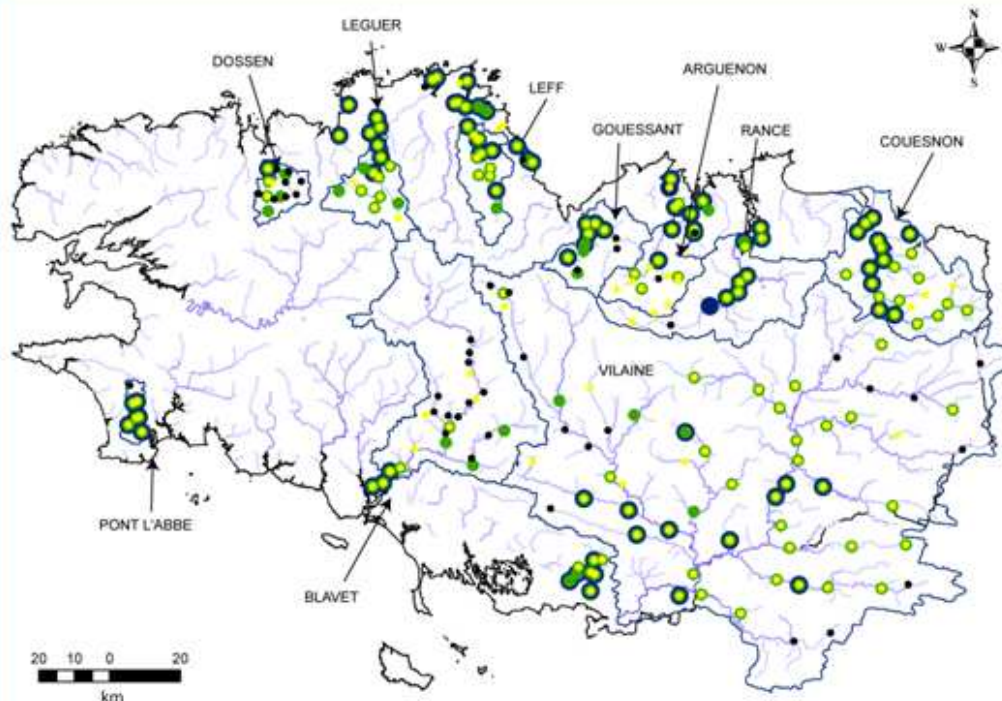 N
W E
S
LEGUER
DOSSEN
ARGUENON
LEFF
GOUESSANT
RANCE
COUESNON
VILAINE
PONT L'ABBE
BLAVET
20 10 0 20
km